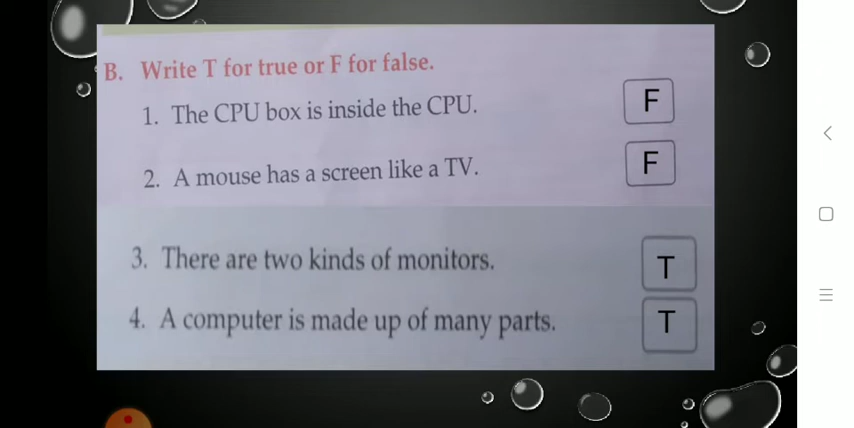 B. Write T for true or F for false.
1. The CPU box is inside the CPU. F
2. A mouse has a screen like a TV. F
3. There are two kinds of monitors. T
4. A computer is made up of many parts. T